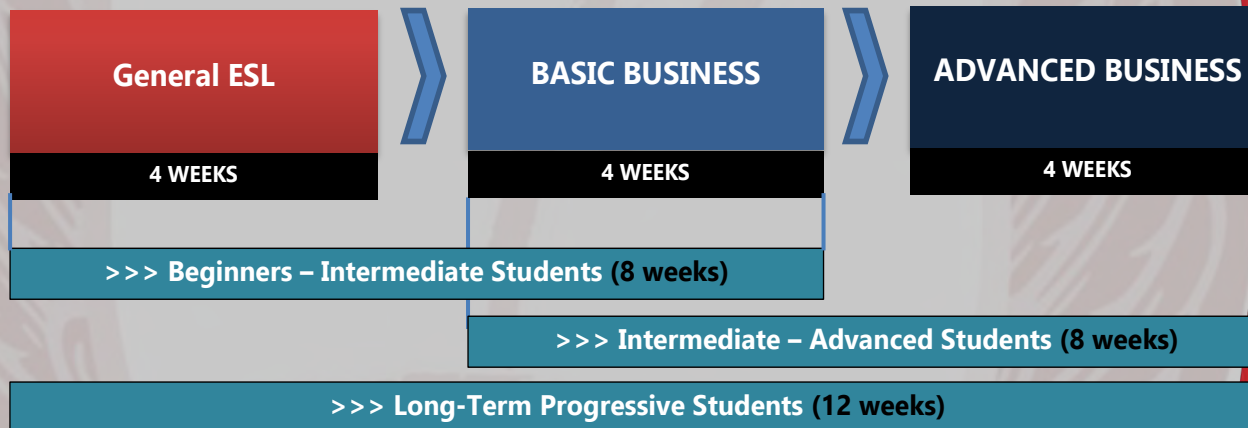 General ESL
4 WEEKS
BASIC BUSINESS
4 WEEKS
ADVANCED BUSINESS
4 WEEKS
>>> Beginners – Intermediate Students (8 weeks)
>>> Intermediate – Advanced Students (8 weeks)
>>> Long-Term Progressive Students (12 weeks)